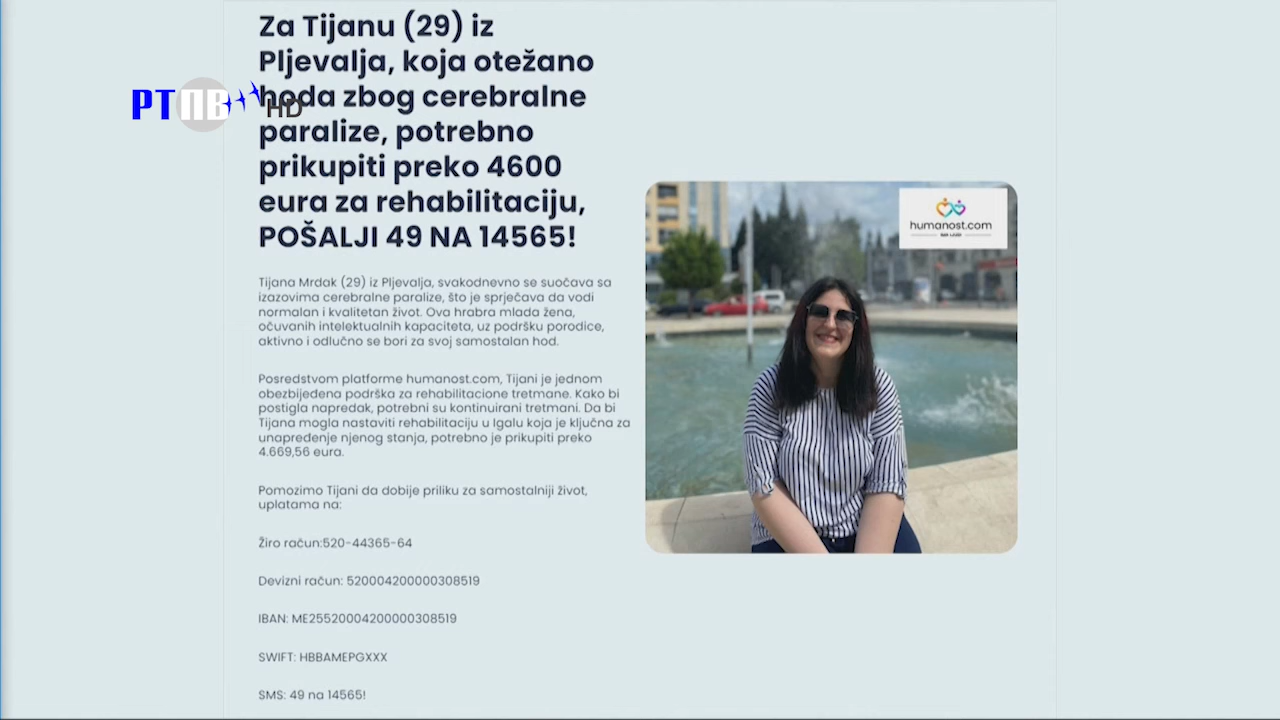 Za Tijanu (29) iz
Pljevalja, koja otežano
hoda zbog cerebralne
paralize, potrebno
prikupiti preko 4600
eura za rehabilitaciju,
POŠALJI 49 NA 14565!
РТПВ HD
humanost.com
Tijana Mrdak (29) iz Pljevalja, svakodnevno se suočava sa
izazovima cerebralne paralize, što je sprječava da vodi
normalan i kvalitetan život. Ova hrabra mlada žena,
očuvanih intelektualnih kapaciteta, uz podršku porodice,
aktivno i odlučno se bori za svoj samostalan hod.
Posredstvom platforme humanost.com, Tijani je jednom
obezbijeđena podrška za rehabilitacione tretmane. Kako bi
postigla napredak, potrebni su kontinuirani tretmani. Da bi
Tijana mogla nastaviti rehabilitaciju u Igalu koja je ključna za
unapređenje njenog stanja, potrebno je prikupiti preko
4.669,56 eura.
Pomozimo Tijani da dobije priliku za samostalniji život,
uplatama na:
Žiro račun:520-44365-64
Devizni račun: 520004200000308519
IBAN: ME25520004200000308519
SWIFT: HBBAMEPGXXX
SMS: 49 na 14565!